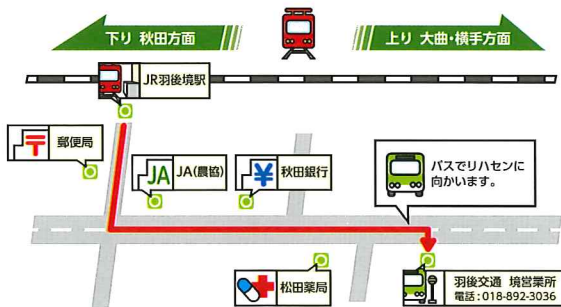 下り 秋田方面
上り 大曲・横手方面
JR羽後境駅
郵便局
JA
JA(農協)
秋田銀行
バスでリハセンに
向かいます。
松田薬局
羽後交通 境営業所
電話:018-892-3036